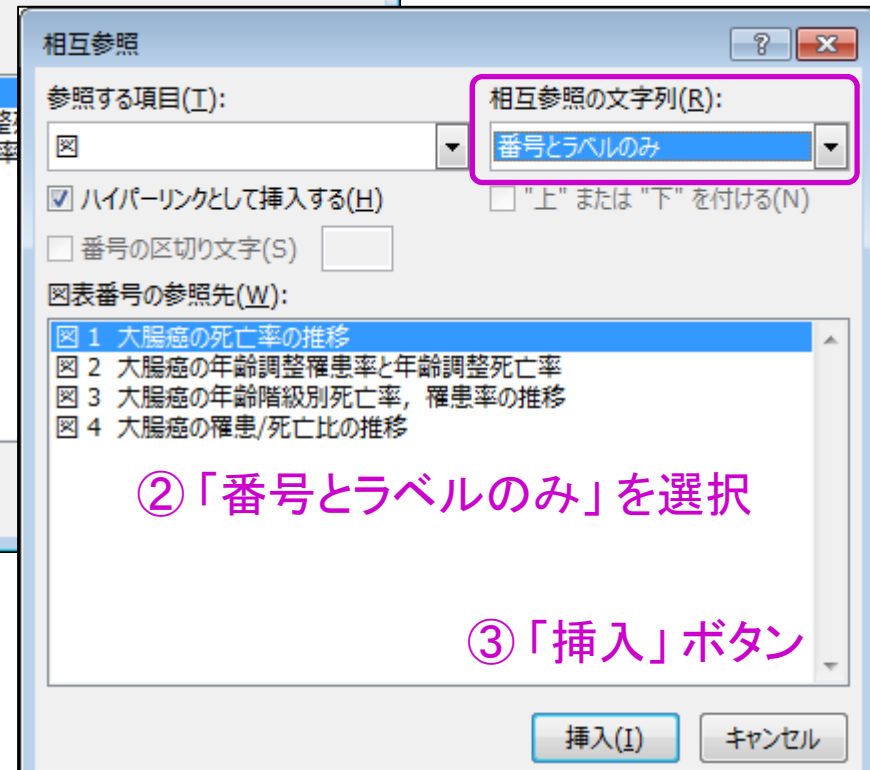 相互参照
参照する項目(T): 相互参照の文字列(R):
図 番号とラベルのみ
ハイパーリンクとして挿入する(H) "上" または "下" を付ける(N)
番号の区切り文字(S)
図表番号の参照先(W):
図 1 大腸癌の死亡率の推移
図 2 大腸癌の年齢調整罹患率と年齢調整死亡率
図 3 大腸癌の年齢階級別死亡率，罹患率の推移
図 4 大腸癌の罹患/死亡比の推移
②「番号とラベルのみ」を選択
③「挿入」ボタン
挿入(I) キャンセル